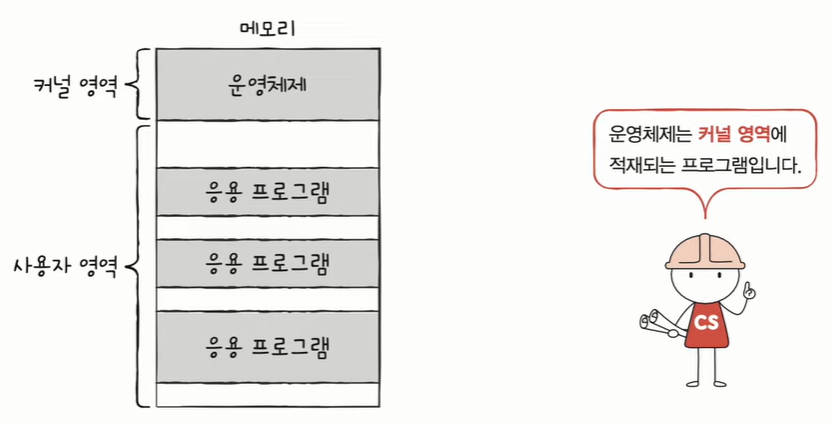 메모리
커널 영역
운영체제
응용 프로그램
사용자 영역
응용 프로그램
응용 프로그램
운영체제는 커널 영역에
적재되는 프로그램입니다.
CS